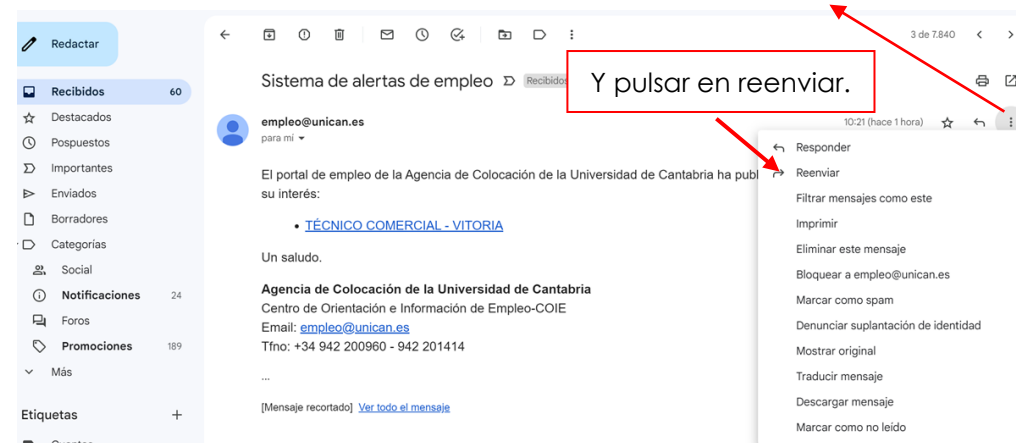 Redactar
3 de 7.840
Sistema de alertas de empleo
Recibidos
Y pulsar en reenviar.
Recibidos 60
Destacados
Pospuestos
Importantes
Enviados
Borradores
Categorías
Social
Notificaciones 24
Foros
Promociones 189
Más
Etiquetas +
empleo@unican.es
10:21 (hace 1 hora)
para mí
El portal de empleo de la Agencia de Colocación de la Universidad de Cantabria ha
su interés:
• TÉCNICO COMERCIAL - VITORIA
Un saludo.
Agencia de Colocación de la Universidad de Cantabria
Centro de Orientación e Información de Empleo-COIE
Email: empleo@unican.es
Tfno: +34 942 200960 - 942 201414
...
[Mensaje recortado] Ver todo el mensaje
Responder
Reenviar
Filtrar mensajes como este
Imprimir
Eliminar este mensaje
Bloquear a empleo@unican.es
Marcar como spam
Denunciar suplantación de identidad
Mostrar original
Traducir mensaje
Descargar mensaje
Marcar como no leído